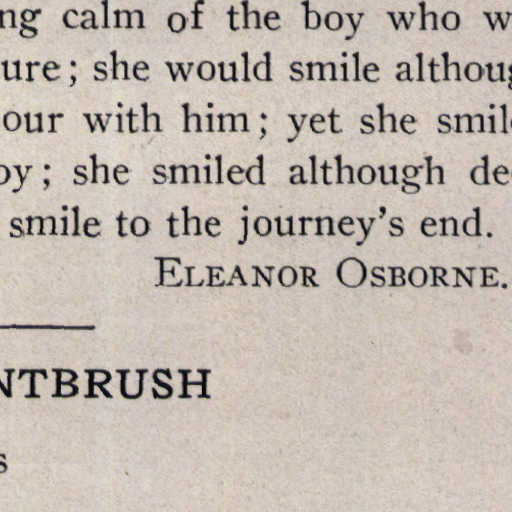 ng calm of the boy who w
ure; she would smile althoug
our with him; yet she smil
oy; she smiled although de
smile to the journey's end.
ELEANOR OSBORNE.
NTBRUSH
s